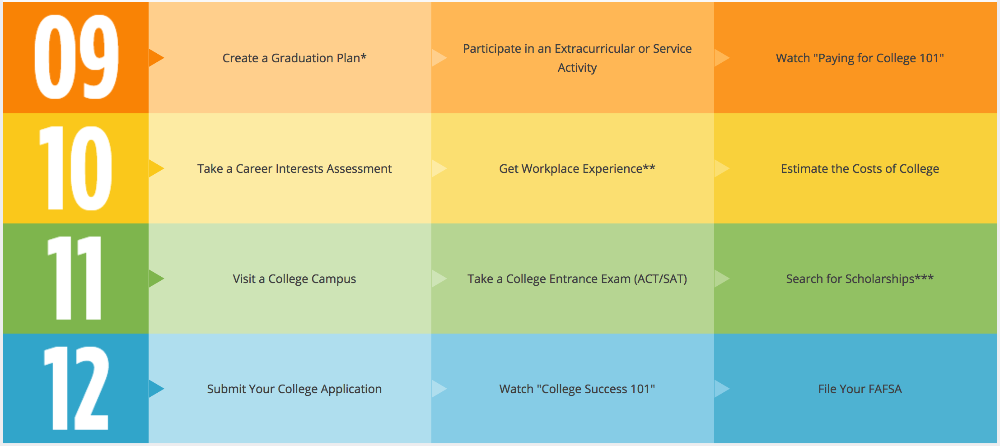 09
Create a Graduation Plan*
Participate in an Extracurricular or Service
Activity
Watch "Paying for College 101"
10
Take a Career Interests Assessment
Get Workplace Experience**
Estimate the Costs of College
11
Visit a College Campus
Take a College Entrance Exam (ACT/SAT)
Search for Scholarships***
12
Submit Your College Application
Watch "College Success 101"
File Your FAFSA